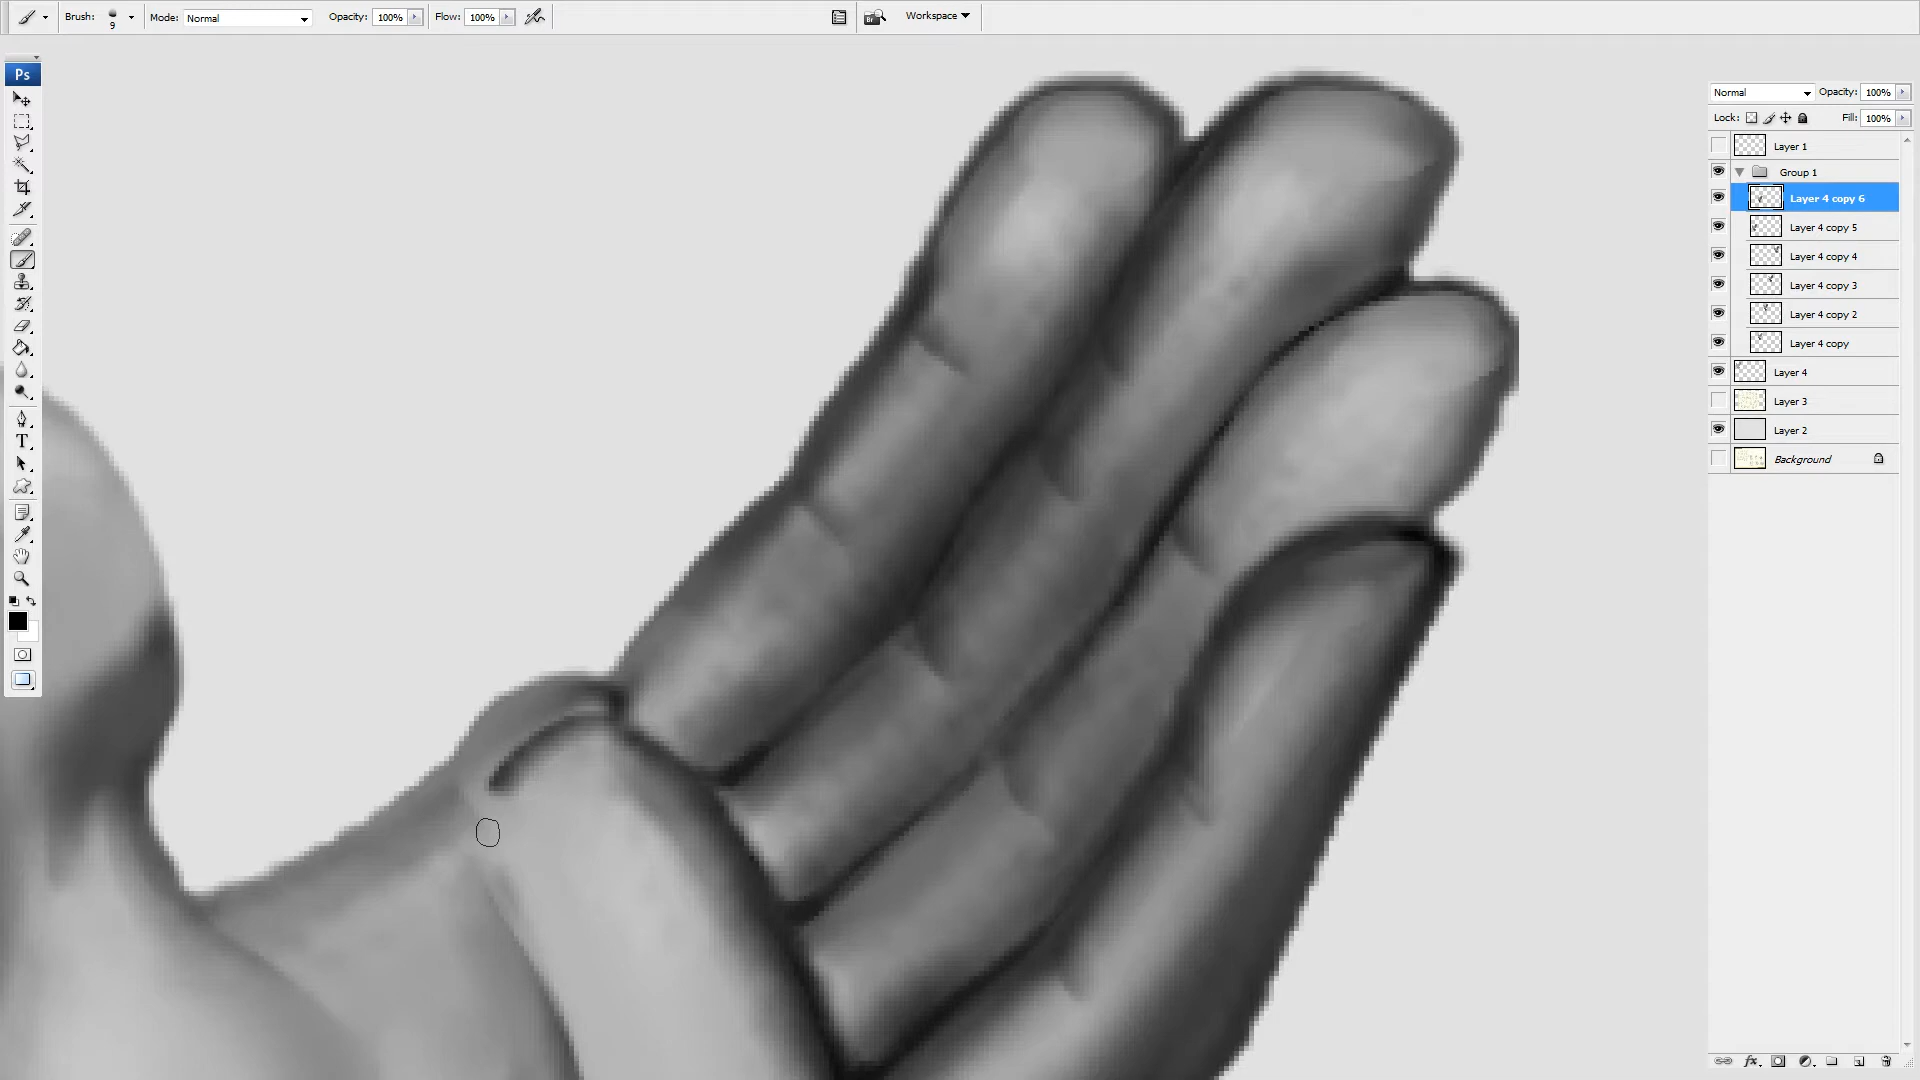 Brush: 9 Mode: Normal Opacity: 100% Flow: 100% Br Workspace
Ps
Normal Opacity: 100%
Lock: Fill: 100%
Layer 1
Group 1
Layer 4 copy 6
Layer 4 copy 5
Layer 4 copy 4
Layer 4 copy 3
Layer 4 copy 2
Layer 4 copy
Layer 4
Layer 3
Layer 2
Background
T
fx